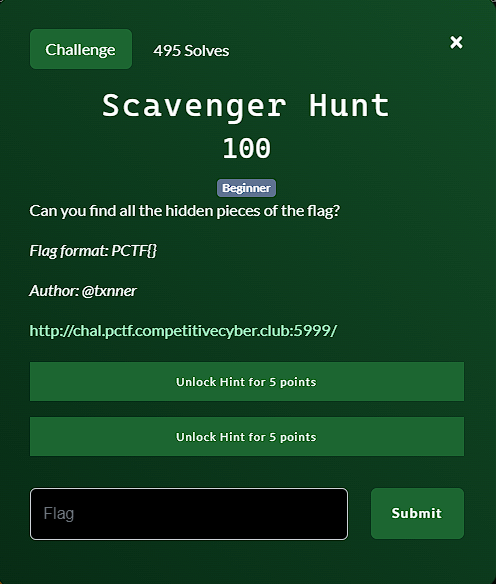 Challenge 495 Solves ×
Scavenger Hunt
100
Beginner
Can you find all the hidden pieces of the flag?
Flag format: PCTF{}
Author: @txnner
http://chal.pctf.competitivecyber.club:5999/
Unlock Hint for 5 points
Unlock Hint for 5 points
Flag Submit